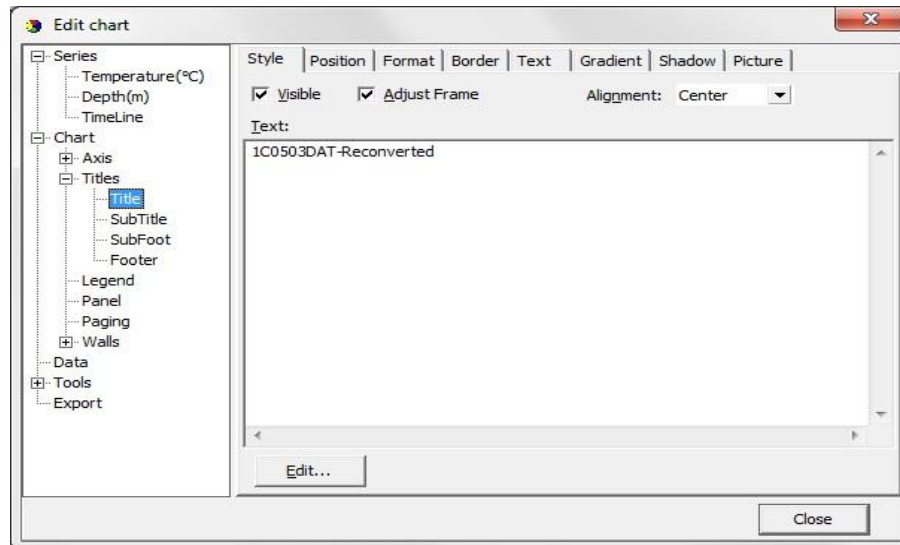 Edit chart
Series
Temperature(°C)
Depth(m)
TimeLine
Chart
Axis
Titles
Title
SubTitle
SubFoot
Footer
Legend
Panel
Paging
Walls
Data
Tools
Export
Style Position Format Border Text Gradient Shadow Picture
Visible Adjust Frame Alignment: Center
Text:
1C0503DAT-Reconverted
Edit...
Close